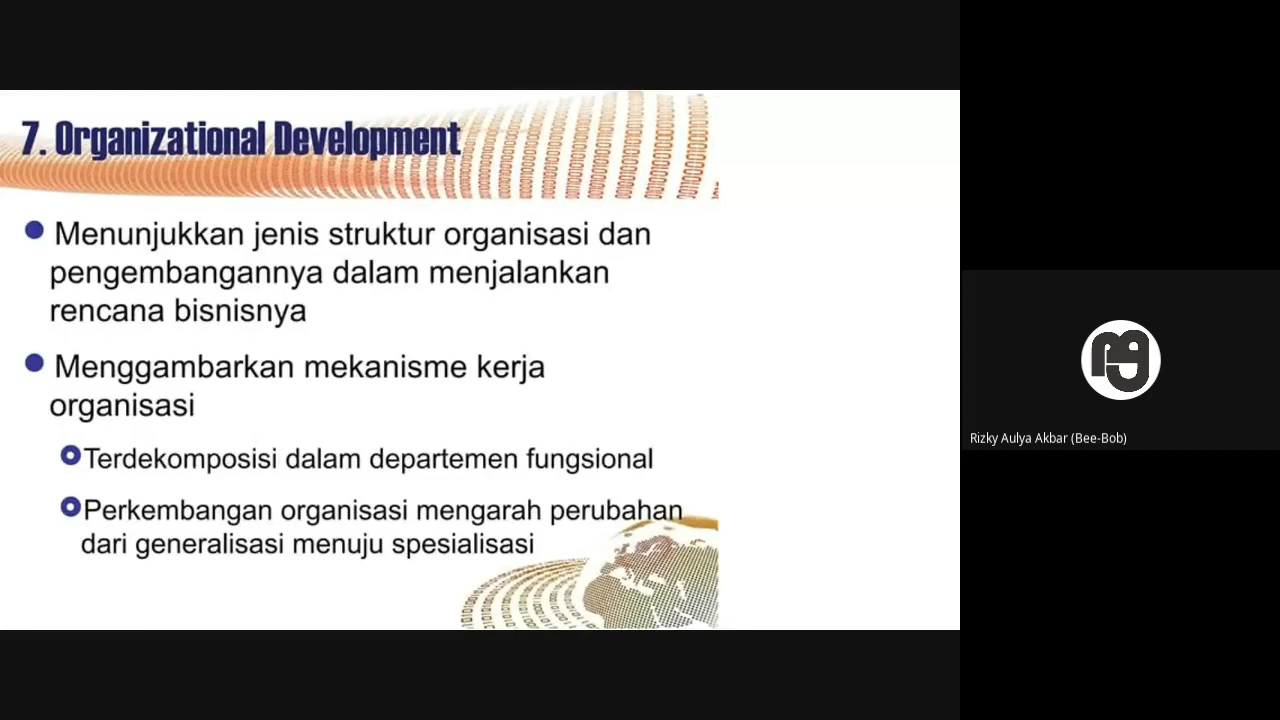 7. Organizational Development
Menunjukkan jenis struktur organisasi dan
pengembangannya dalam menjalankan
rencana bisnisnya
Menggambarkan mekanisme kerja
organisasi
Terdekomposisi dalam departemen fungsional
Perkembangan organisasi mengarah perubahan
dari generalisasi menuju spesialisasi
Rizky Aulya Akbar (Bee-Bob)